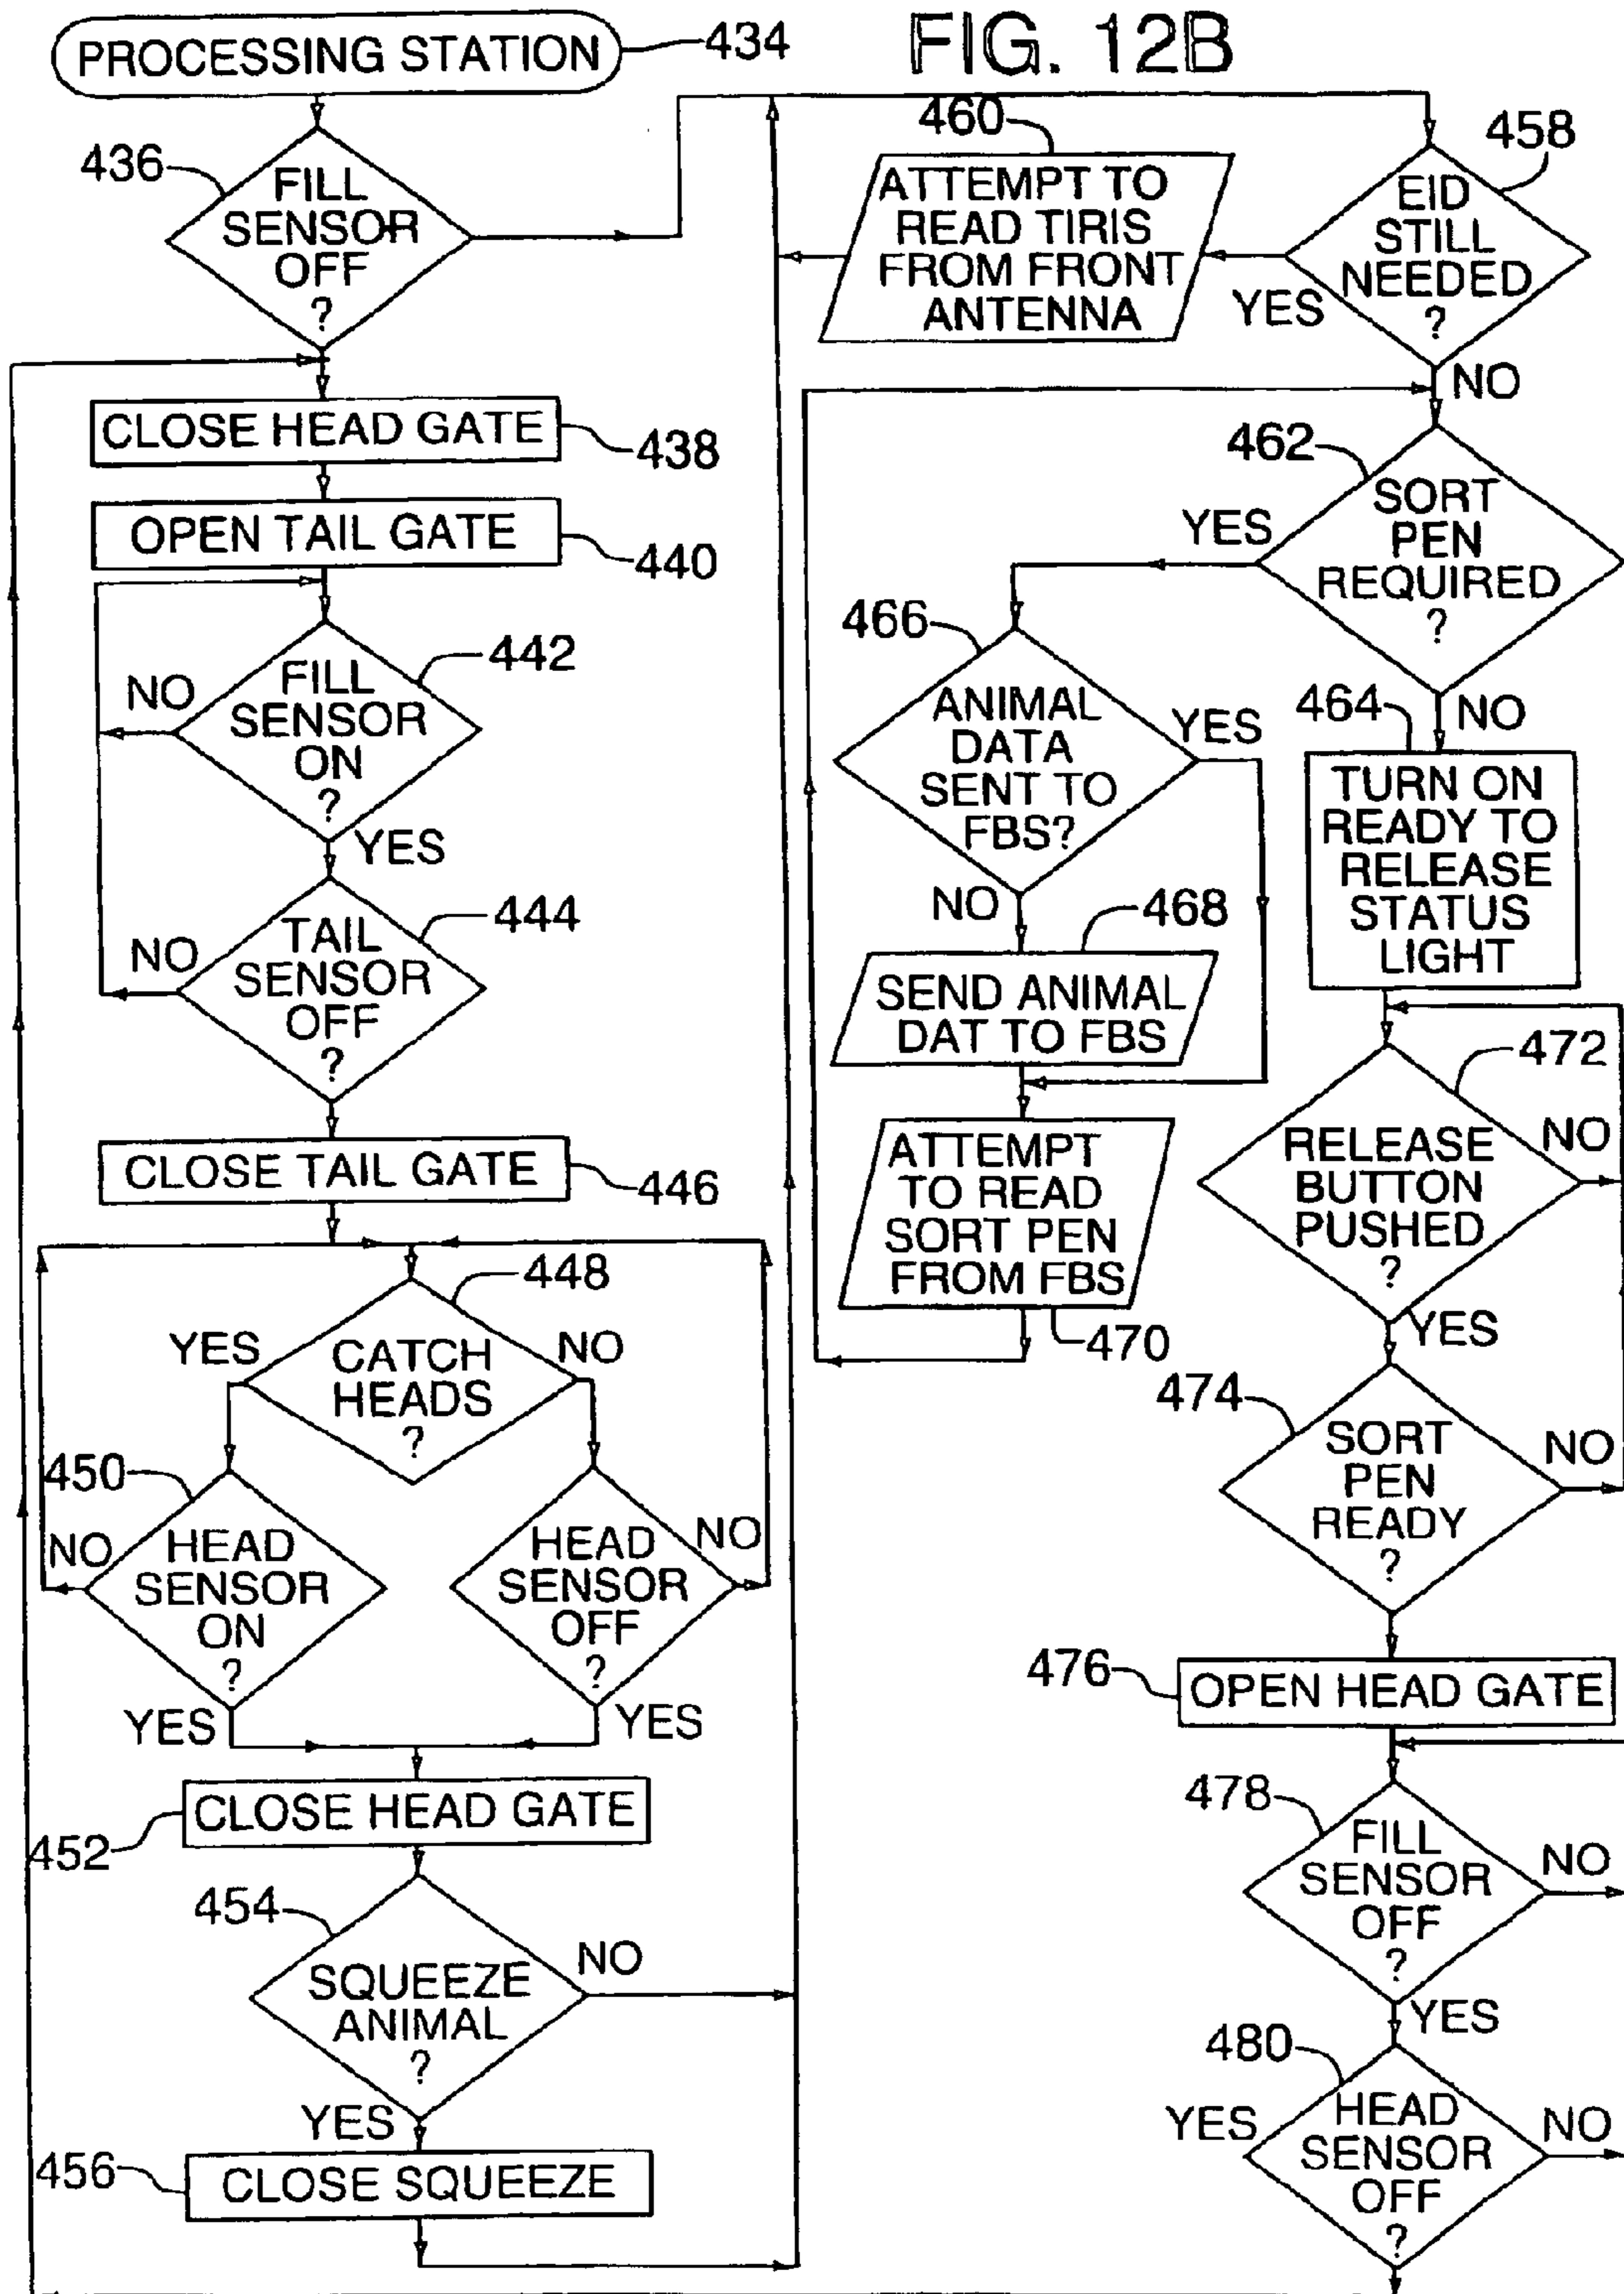 FIG. 12B
PROCESSING STATION
434
436
FILL
SENSOR
OFF
?
CLOSE HEAD GATE
438
OPEN TAIL GATE
440
442
FILL
SENSOR
ON
?
NO
YES
444
TAIL
SENSOR
OFF
?
NO
CLOSE TAIL GATE
446
448
CATCH
HEADS
?
YES
NO
450
HEAD
SENSOR
ON
?
NO
YES
HEAD
SENSOR
OFF
?
NO
YES
CLOSE HEAD GATE
452
454
SQUEEZE
ANIMAL
?
NO
YES
456
CLOSE SQUEEZE
458
EID
STILL
NEEDED
?
YES
NO
460
ATTEMPT TO
READ TIRIS
FROM FRONT
ANTENNA
462
SORT
PEN
REQUIRED
?
YES
NO
466
ANIMAL
DATA
SENT TO
FBS?
YES
NO
468
SEND ANIMAL
DAT TO FBS
ATTEMPT
TO READ
SORT PEN
FROM FBS
470
464
TURN ON
READY TO
RELEASE
STATUS
LIGHT
472
RELEASE
BUTTON
PUSHED
?
NO
YES
474
SORT
PEN
READY
?
NO
476
OPEN HEAD GATE
478
FILL
SENSOR
OFF
?
NO
YES
480
HEAD
SENSOR
OFF
?
YES
NO